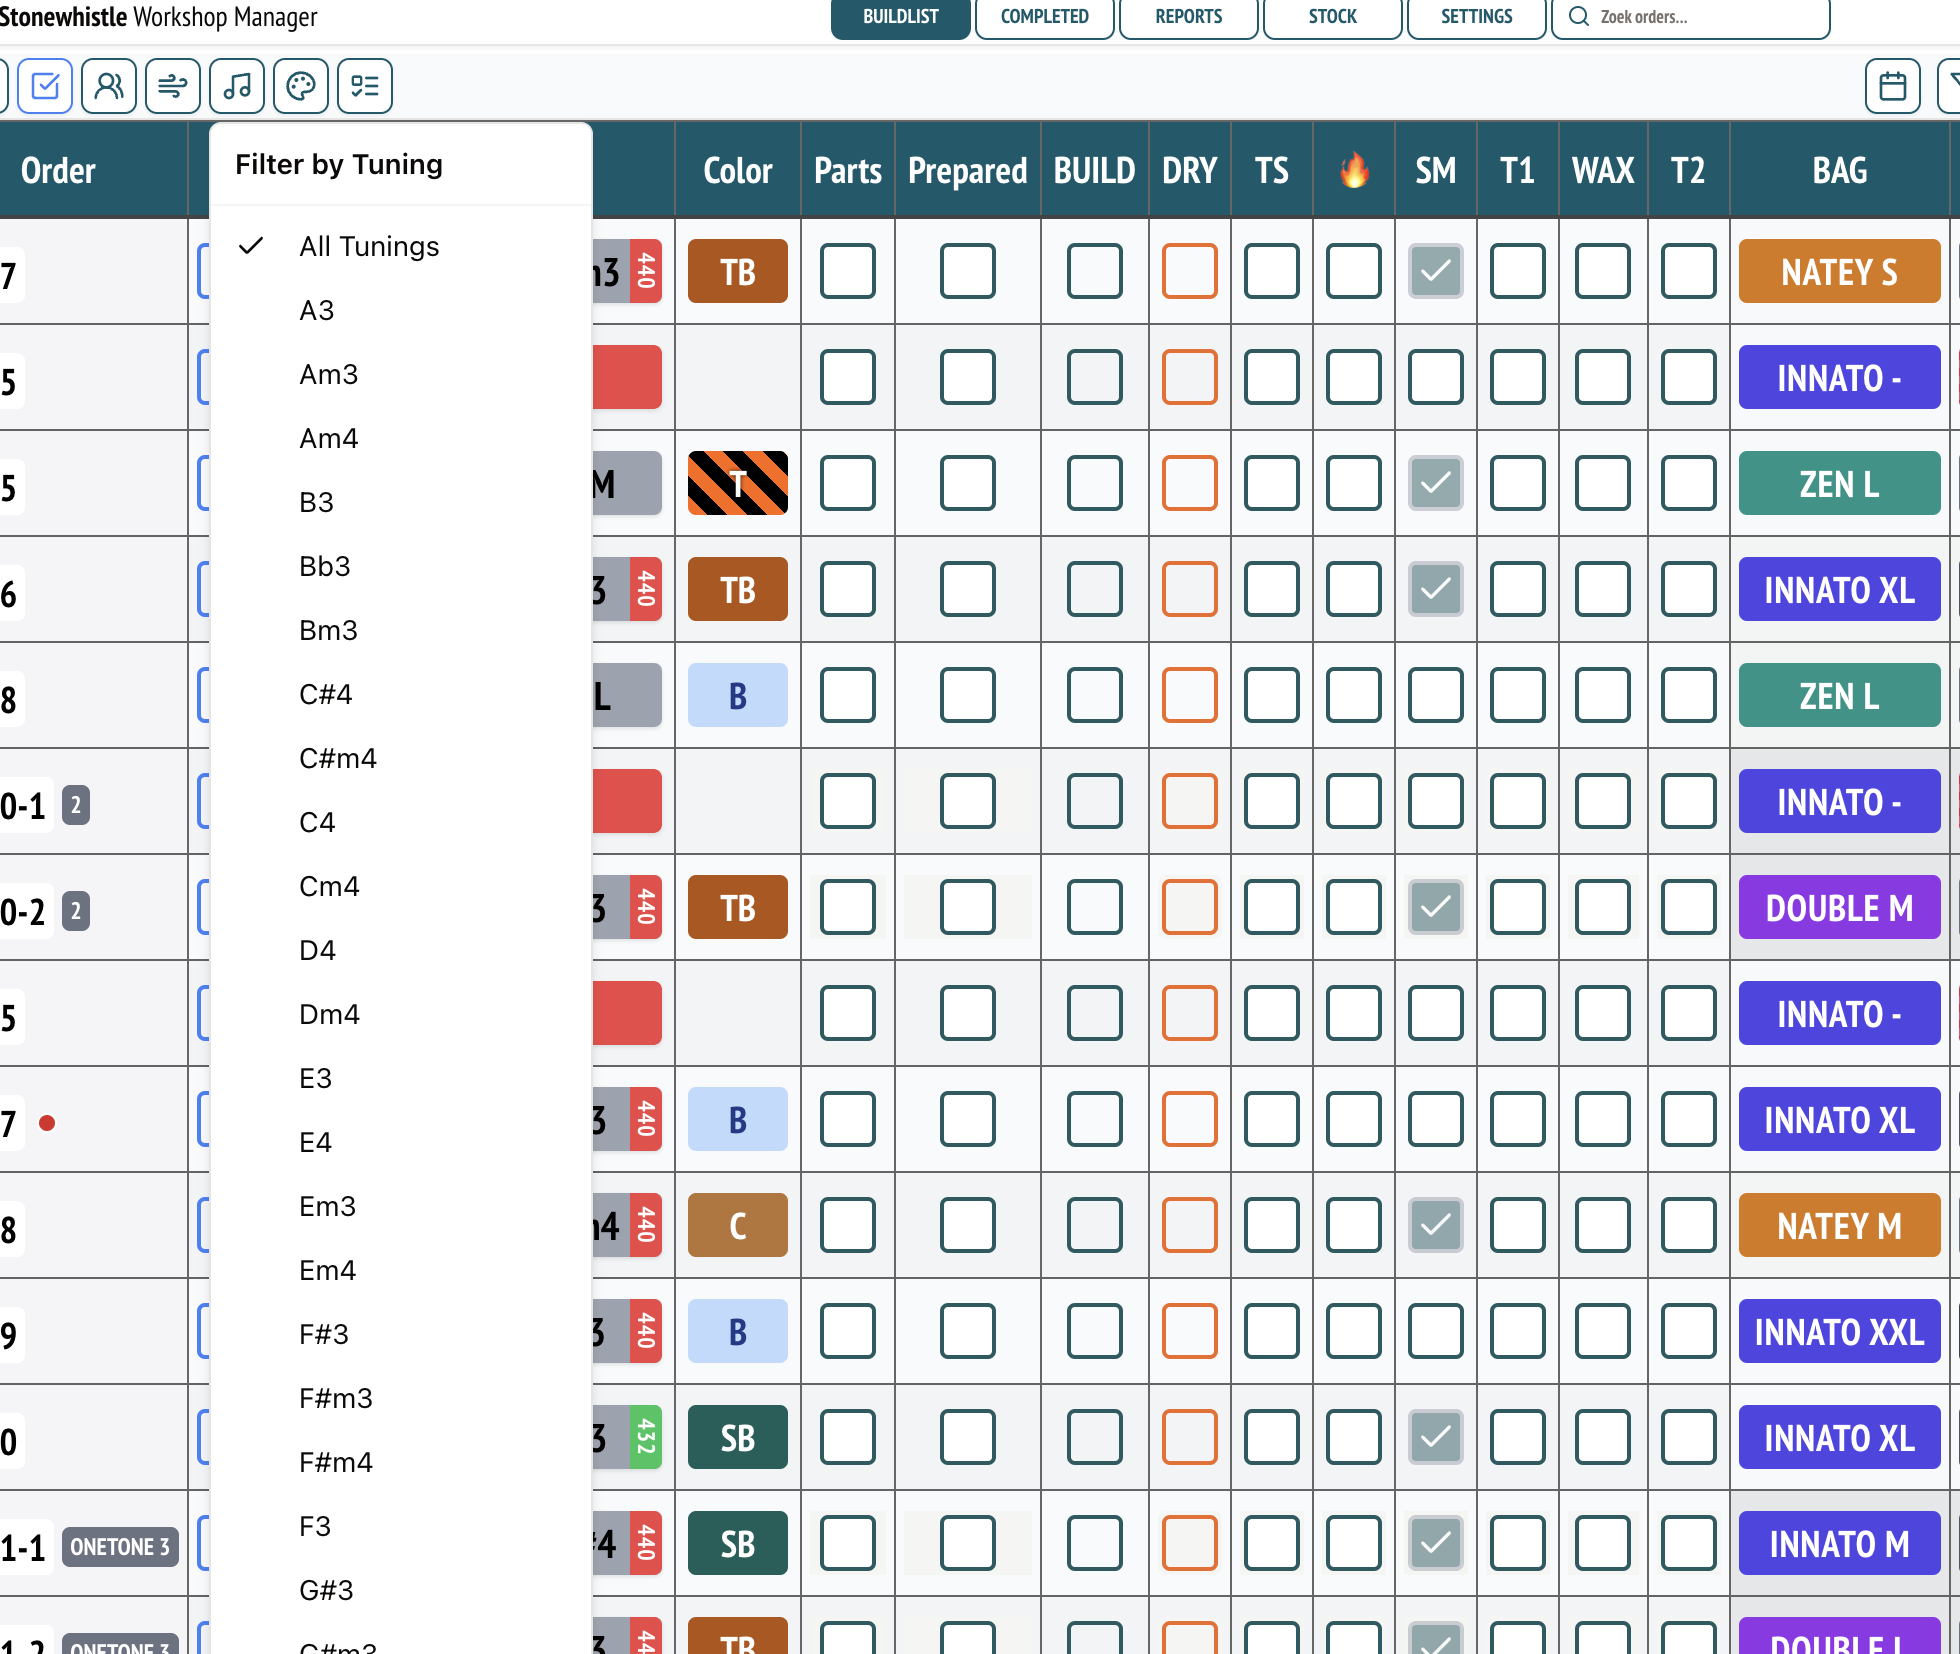 Stonewhistle Workshop Manager
BUILDLIST COMPLETED REPORTS STOCK SETTINGS Zoek orders...
Order Color Parts Prepared BUILD DRY TS 🔥 SM T1 WAX T2 BAG
Filter by Tuning
All Tunings
A3
Am3
Am4
B3
Bb3
Bm3
C#4
C#m4
C4
Cm4
D4
Dm4
E3
E4
Em3
Em4
F#3
F#m3
F#m4
F3
G#3
G#m3
7 3 440 TB NATEY S
5 INNATO -
5 M T ZEN L
6 3 440 TB INNATO XL
8 L B ZEN L
0-1 2 INNATO -
0-2 2 3 440 TB DOUBLE M
5 INNATO -
7 3 440 B INNATO XL
8 4 440 C NATEY M
9 3 440 B INNATO XXL
0 3 432 SB INNATO XL
1-1 ONETONE 3 4 440 SB INNATO M
1-2 ONETONE 3 3 TB DOUBLE L